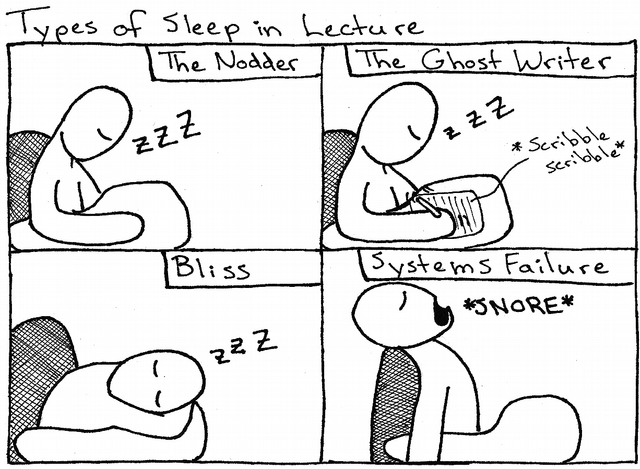 Types of Sleep in Lecture
The Nodder
zzz
The Ghost Writer
zzz
*Scribble
scribble*
Bliss
zzz
Systems Failure
*SNORE*